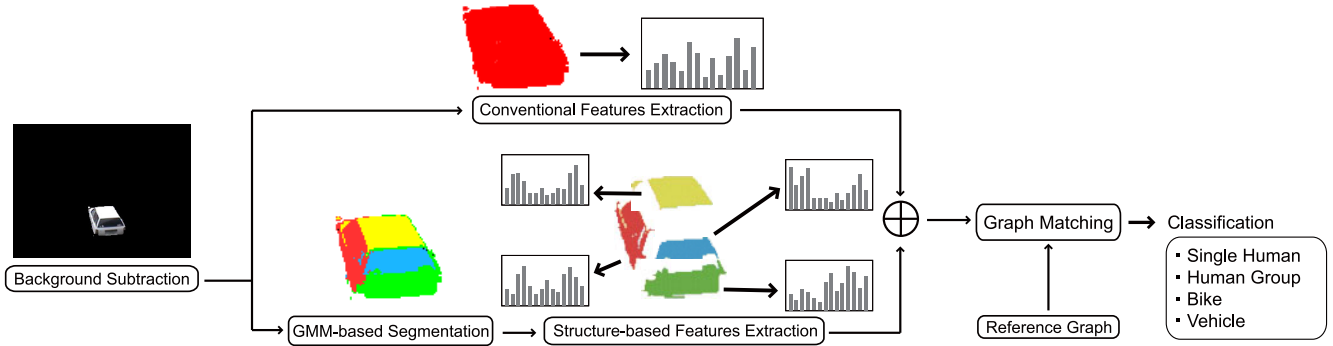 Conventional Features Extraction
Background Subtraction
GMM-based Segmentation
Structure-based Features Extraction
Graph Matching
Reference Graph
Classification
▪ Single Human
▪ Human Group
▪ Bike
▪ Vehicle